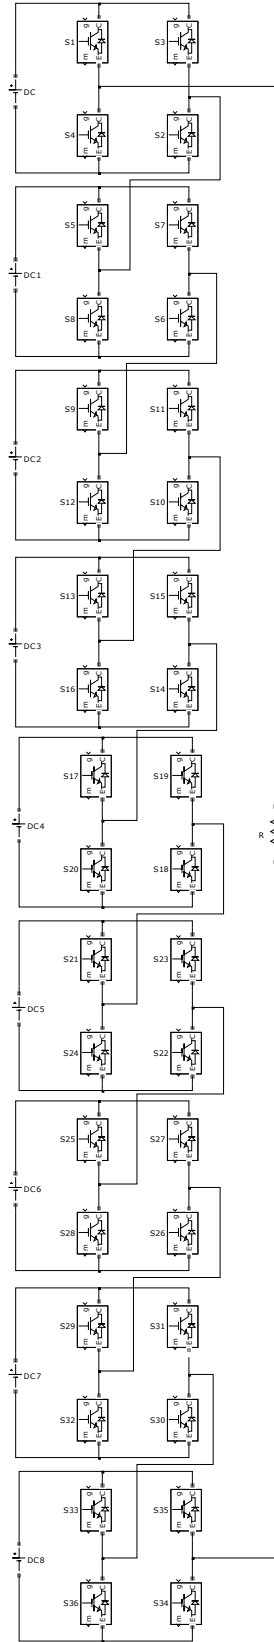 g C g C
S1 S3
m E m E
DC
g C g C
S4 S2
m E m E
g C g C
S5 S7
m E m E
DC1
g C g C
S8 S6
m E m E
g C g C
S9 S11
m E m E
DC2
g C g C
S12 S10
m E m E
g C g C
S13 S15
m E m E
DC3
g C g C
S16 S14
m E m E
g C g C
S17 S19
m E m E
DC4
R
g C g C
S20 S18
m E m E
g C g C
S21 S23
m E m E
DC5
g C g C
S24 S22
m E m E
g C g C
S25 S27
m E m E
DC6
g C g C
S28 S26
m E m E
g C g C
S29 S31
m E m E
DC7
g C g C
S32 S30
m E m E
g C g C
S33 S35
m E m E
DC8
g C g C
S36 S34
m E m E